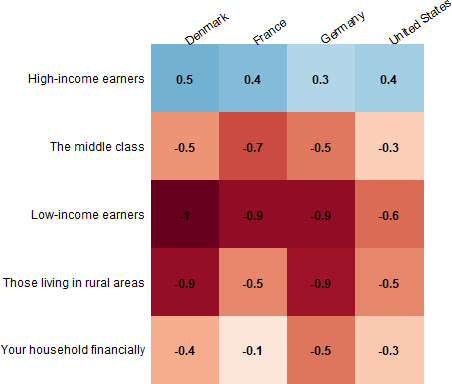 Denmark France Germany United States
High-income earners 0.5 0.4 0.3 0.4
The middle class -0.5 -0.7 -0.5 -0.3
Low-income earners -1 -0.9 -0.9 -0.6
Those living in rural areas -0.9 -0.5 -0.9 -0.5
Your household financially -0.4 -0.1 -0.5 -0.3